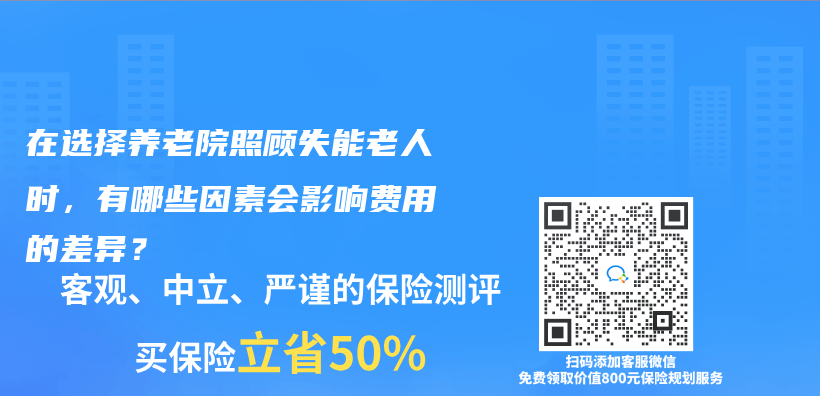 在选择养老院照顾失能老人
时，有哪些因素会影响费用
的差异？
客观、中立、严谨的保险测评
买保险立省50%
扫码添加客服微信
免费领取价值800元保险规划服务